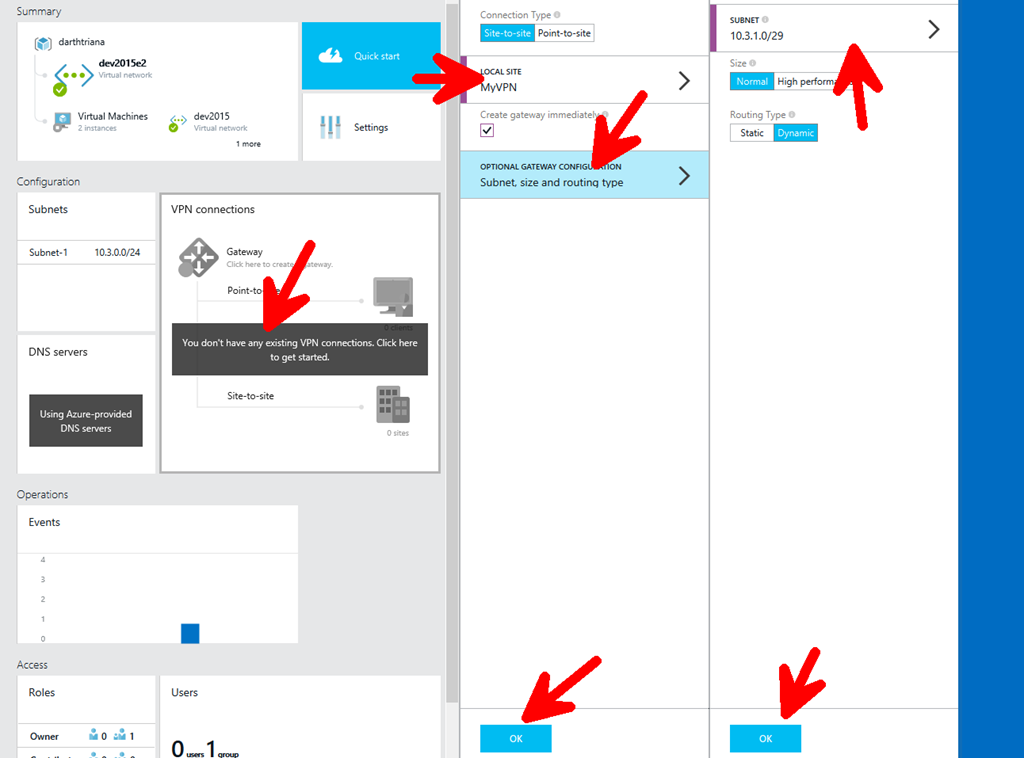 Summary
darthtriana
dev2015e2
Virtual network
Virtual Machines
2 instances
dev2015
Virtual network
1 more
Quick start
Settings
Configuration
Subnets
Subnet-1 10.3.0.0/24
DNS servers
Using Azure-provided
DNS servers
VPN connections
Gateway
Click here to create gateway.
Point-to
0 clients
You don't have any existing VPN connections. Click here
to get started.
Site-to-site
0 sites
Operations
Events
4
3
2
1
0
Access
Roles
Owner 0 1
Users
0 users 1 group
Connection Type
Site-to-site Point-to-site
LOCAL SITE
MyVPN
Create gateway immediately
OPTIONAL GATEWAY CONFIGURATION
Subnet, size and routing type
OK
SUBNET
10.3.1.0/29
Size
Normal High performa
Routing Type
Static Dynamic
OK